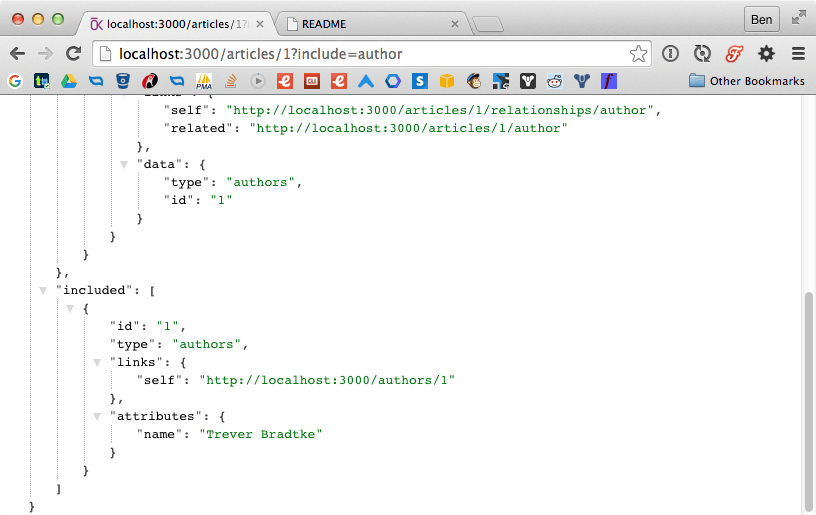 localhost:3000/articles/1?i
README
Ben
localhost:3000/articles/1?include=author
PMA
Other Bookmarks
"self": "http://localhost:3000/articles/1/relationships/author",
"related": "http://localhost:3000/articles/1/author"
},
"data": {
"type": "authors",
"id": "1"
}
}
}
},
"included": [
{
"id": "1",
"type": "authors",
"links": {
"self": "http://localhost:3000/authors/1"
},
"attributes": {
"name": "Trever Bradtke"
}
}
]
}